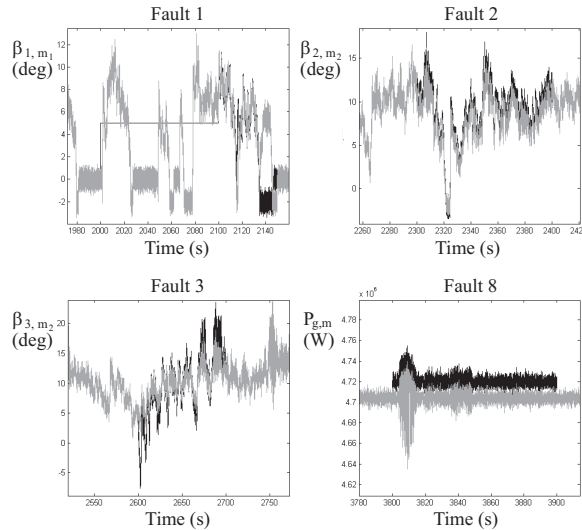 Fault 1
β1, m1
(deg)
12
10
8
6
4
2
0
-2
1980 2000 2020 2040 2060 2080 2100 2120 2140
Time (s)
Fault 2
β2, m2
(deg)
15
10
5
0
2260 2280 2300 2320 2340 2360 2380 2400 242
Time (s)
Fault 3
β3, m2
(deg)
20
15
10
5
0
-5
2550 2600 2650 2700 2750
Time (s)
Fault 8
Pg,m
(W)
x 10^6
4.78
4.76
4.74
4.72
4.7
4.68
4.66
4.64
4.62
3780 3800 3820 3840 3860 3880 3900
Time (s)